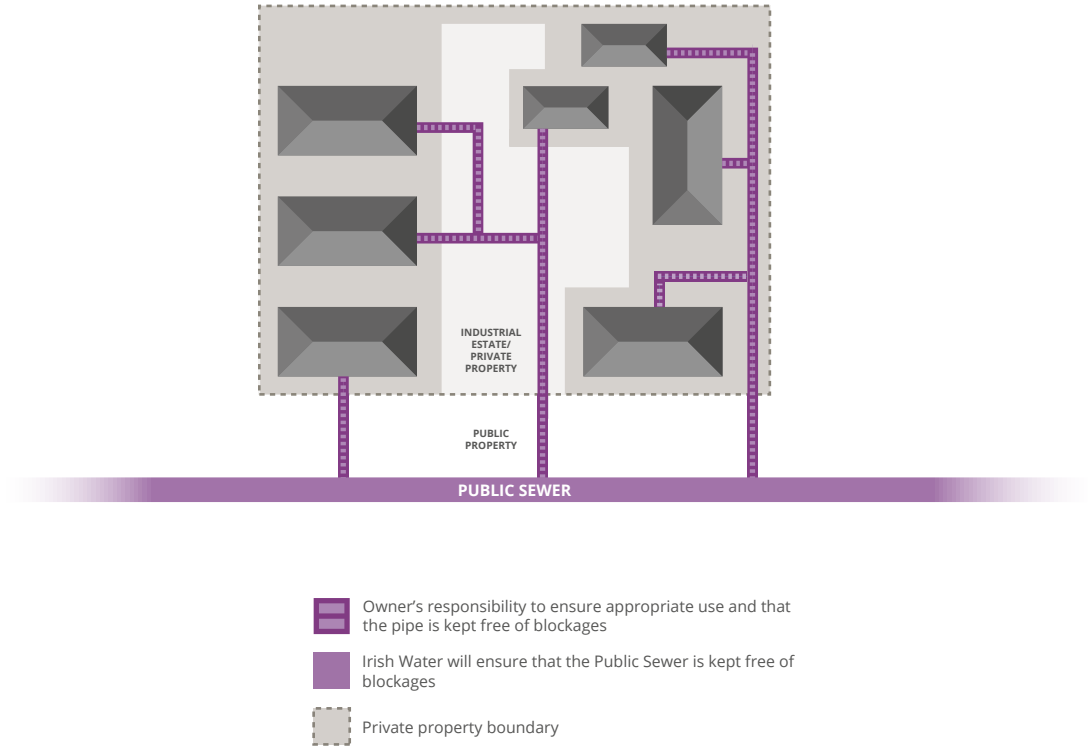 INDUSTRIAL
ESTATE/
PRIVATE
PROPERTY
PUBLIC
PROPERTY
PUBLIC SEWER
Owner’s responsibility to ensure appropriate use and that
the pipe is kept free of blockages
Irish Water will ensure that the Public Sewer is kept free of
blockages
Private property boundary